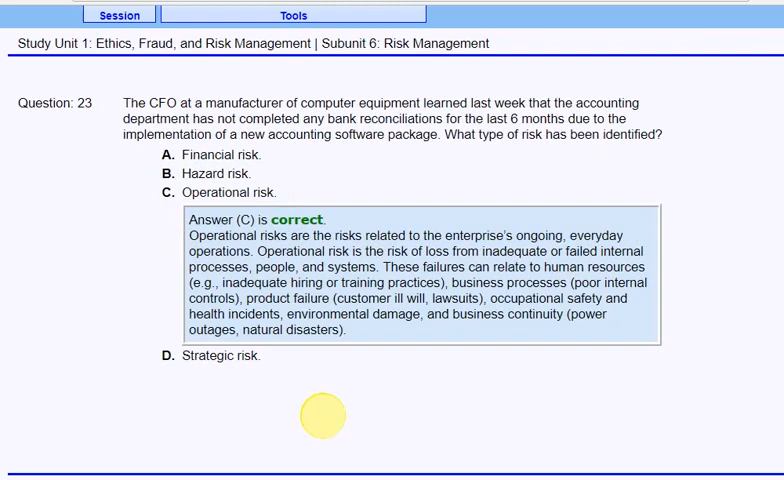 Session Tools
Study Unit 1: Ethics, Fraud, and Risk Management | Subunit 6: Risk Management
Question: 23 The CFO at a manufacturer of computer equipment learned last week that the accounting
department has not completed any bank reconciliations for the last 6 months due to the
implementation of a new accounting software package. What type of risk has been identified?
A. Financial risk.
B. Hazard risk.
C. Operational risk.
Answer (C) is correct.
Operational risks are the risks related to the enterprise's ongoing, everyday
operations. Operational risk is the risk of loss from inadequate or failed internal
processes, people, and systems. These failures can relate to human resources
(e.g., inadequate hiring or training practices), business processes (poor internal
controls), product failure (customer ill will, lawsuits), occupational safety and
health incidents, environmental damage, and business continuity (power
outages, natural disasters).
D. Strategic risk.